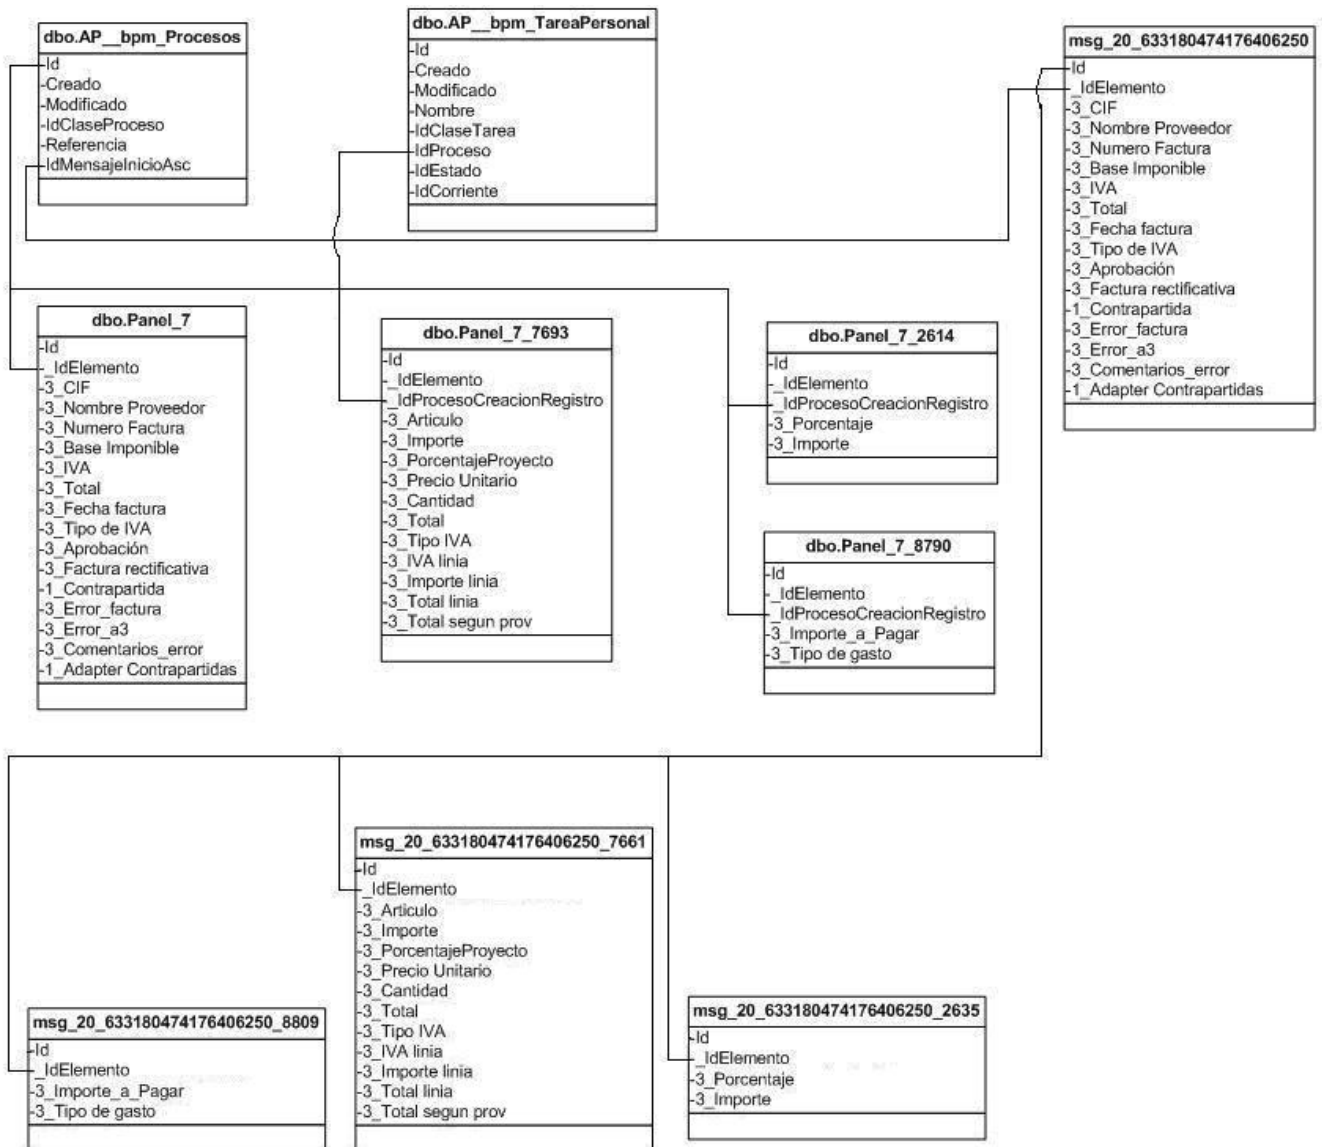 dbo.AP__bpm_Procesos
-Id
-Creado
-Modificado
-IdClaseProceso
-Referencia
-IdMensajeInicioAsc
dbo.AP__bpm_TareaPersonal
-Id
-Creado
-Modificado
-Nombre
-IdClaseTarea
-IdProceso
-IdEstado
-IdCorriente
msg_20_633180474176406250
-Id
-_IdElemento
-3_CIF
-3_Nombre Proveedor
-3_Numero Factura
-3_Base Imponible
-3_IVA
-3_Total
-3_Fecha factura
-3_Tipo de IVA
-3_Aprobación
-3_Factura rectificativa
-1_Contrapartida
-3_Error_factura
-3_Error_a3
-3_Comentarios_error
-1_Adapter Contrapartidas
dbo.Panel_7
-Id
-_IdElemento
-3_CIF
-3_Nombre Proveedor
-3_Numero Factura
-3_Base Imponible
-3_IVA
-3_Total
-3_Fecha factura
-3_Tipo de IVA
-3_Aprobación
-3_Factura rectificativa
-1_Contrapartida
-3_Error_factura
-3_Error_a3
-3_Comentarios_error
-1_Adapter Contrapartidas
dbo.Panel_7_7693
-Id
-_IdElemento
-_IdProcesoCreacionRegistro
-3_Articulo
-3_Importe
-3_PorcentajeProyecto
-3_Precio Unitario
-3_Cantidad
-3_Total
-3_Tipo IVA
-3_IVA linia
-3_Importe linia
-3_Total linia
-3_Total segun prov
dbo.Panel_7_2614
-Id
-_IdElemento
-_IdProcesoCreacionRegistro
-3_Porcentaje
-3_Importe
dbo.Panel_7_8790
-Id
-_IdElemento
-_IdProcesoCreacionRegistro
-3_Importe_a_Pagar
-3_Tipo de gasto
msg_20_633180474176406250_8809
-Id
-_IdElemento
-3_Importe_a_Pagar
-3_Tipo de gasto
msg_20_633180474176406250_7661
-Id
-_IdElemento
-3_Articulo
-3_Importe
-3_PorcentajeProyecto
-3_Precio Unitario
-3_Cantidad
-3_Total
-3_Tipo IVA
-3_IVA linia
-3_Importe linia
-3_Total linia
-3_Total segun prov
msg_20_633180474176406250_2635
-Id
-_IdElemento
-3_Porcentaje
-3_Importe